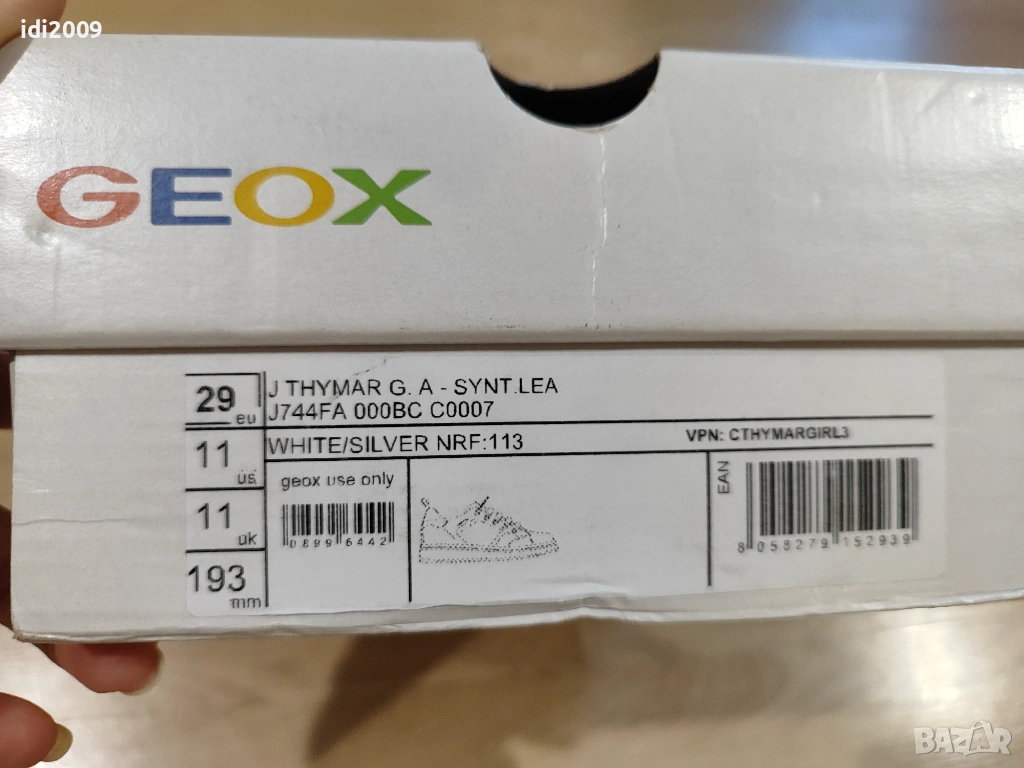 idi2009
GEOX
29 eu
11 us
11 uk
193 mm
J THYMAR G. A - SYNT.LEA
J744FA 000BC C0007
WHITE/SILVER NRF:113
VPN: CTHYMARGIRL3
geox use only
0899 6442
EAN
8 058279 152939
BAZAR